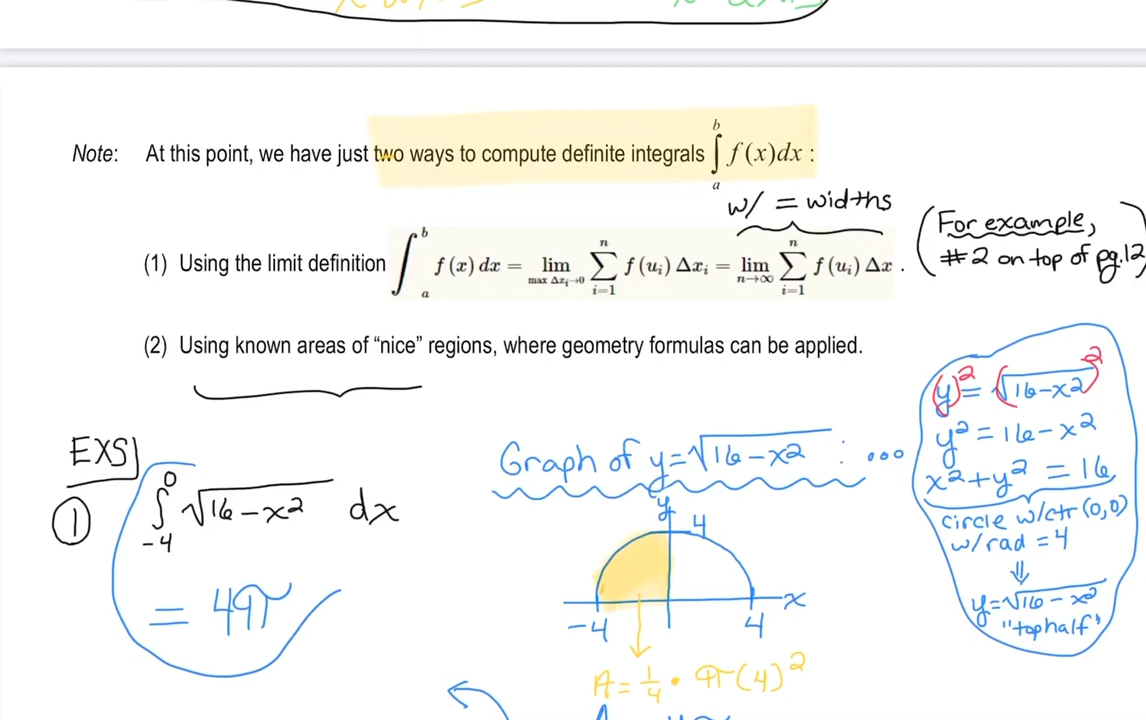 Note: At this point, we have just two ways to compute definite integrals ∫_a^b f(x)dx :
w/ = widths
(1) Using the limit definition ∫_a^b f(x) dx = lim_{max Δx_i→0} ∑_{i=1}^n f(u_i) Δx_i = lim_{n→∞} ∑_{i=1}^n f(u_i) Δx .
(For example,
#2 on top of pg.12)
(2) Using known areas of “nice” regions, where geometry formulas can be applied.
EXS)
① ∫_{-4}^0 √(16-x²) dx
= 4π
Graph of y=√(16-x²) : ...
y
4
-4
4
x
A = 1/4 • π(4)²
(y)² = (√(16-x²))²
y² = 16-x²
x²+y² = 16
circle w/ctr (0,0)
w/rad = 4
⇓
y=√(16-x²)
"top half"